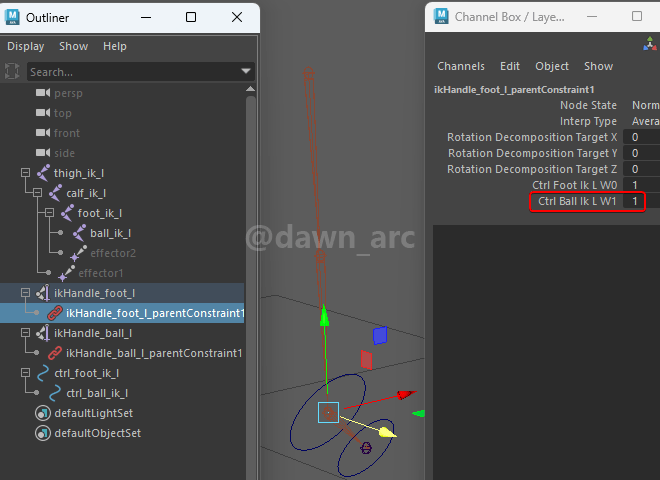 Outliner
Display Show Help
Search...
persp
top
front
side
thigh_ik_l
calf_ik_l
foot_ik_l
ball_ik_l
effector2
effector1
ikHandle_foot_l
ikHandle_foot_l_parentConstraint1
ikHandle_ball_l
ikHandle_ball_l_parentConstraint1
ctrl_foot_ik_l
ctrl_ball_ik_l
defaultLightSet
defaultObjectSet
@dawn_arc
Channel Box / Laye...
Channels Edit Object Show
ikHandle_foot_l_parentConstraint1
Node State Norm
Interp Type Avera
Rotation Decomposition Target X 0
Rotation Decomposition Target Y 0
Rotation Decomposition Target Z 0
Ctrl Foot Ik L W0 1
Ctrl Ball Ik L W1 1